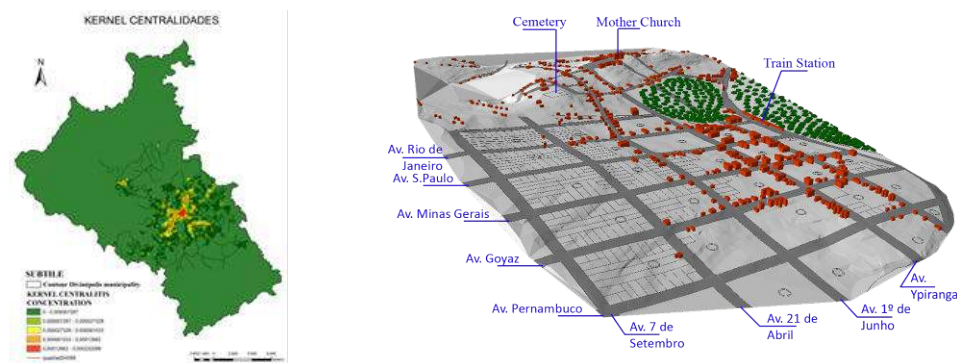 KERNEL CENTRALIDADES
N
SUBTILE
Contour Divinópolis municipality
KERNEL CENTRALITIS
CONCENTRATION
Cemetery
Mother Church
Train Station
Av. Rio de
Janeiro
Av. S.Paulo
Av. Minas Gerais
Av. Goyaz
Av. Pernambuco
Av. 7 de
Setembro
Av. 21 de
Abril
Av. 1º de
Junho
Av.
Ypiranga